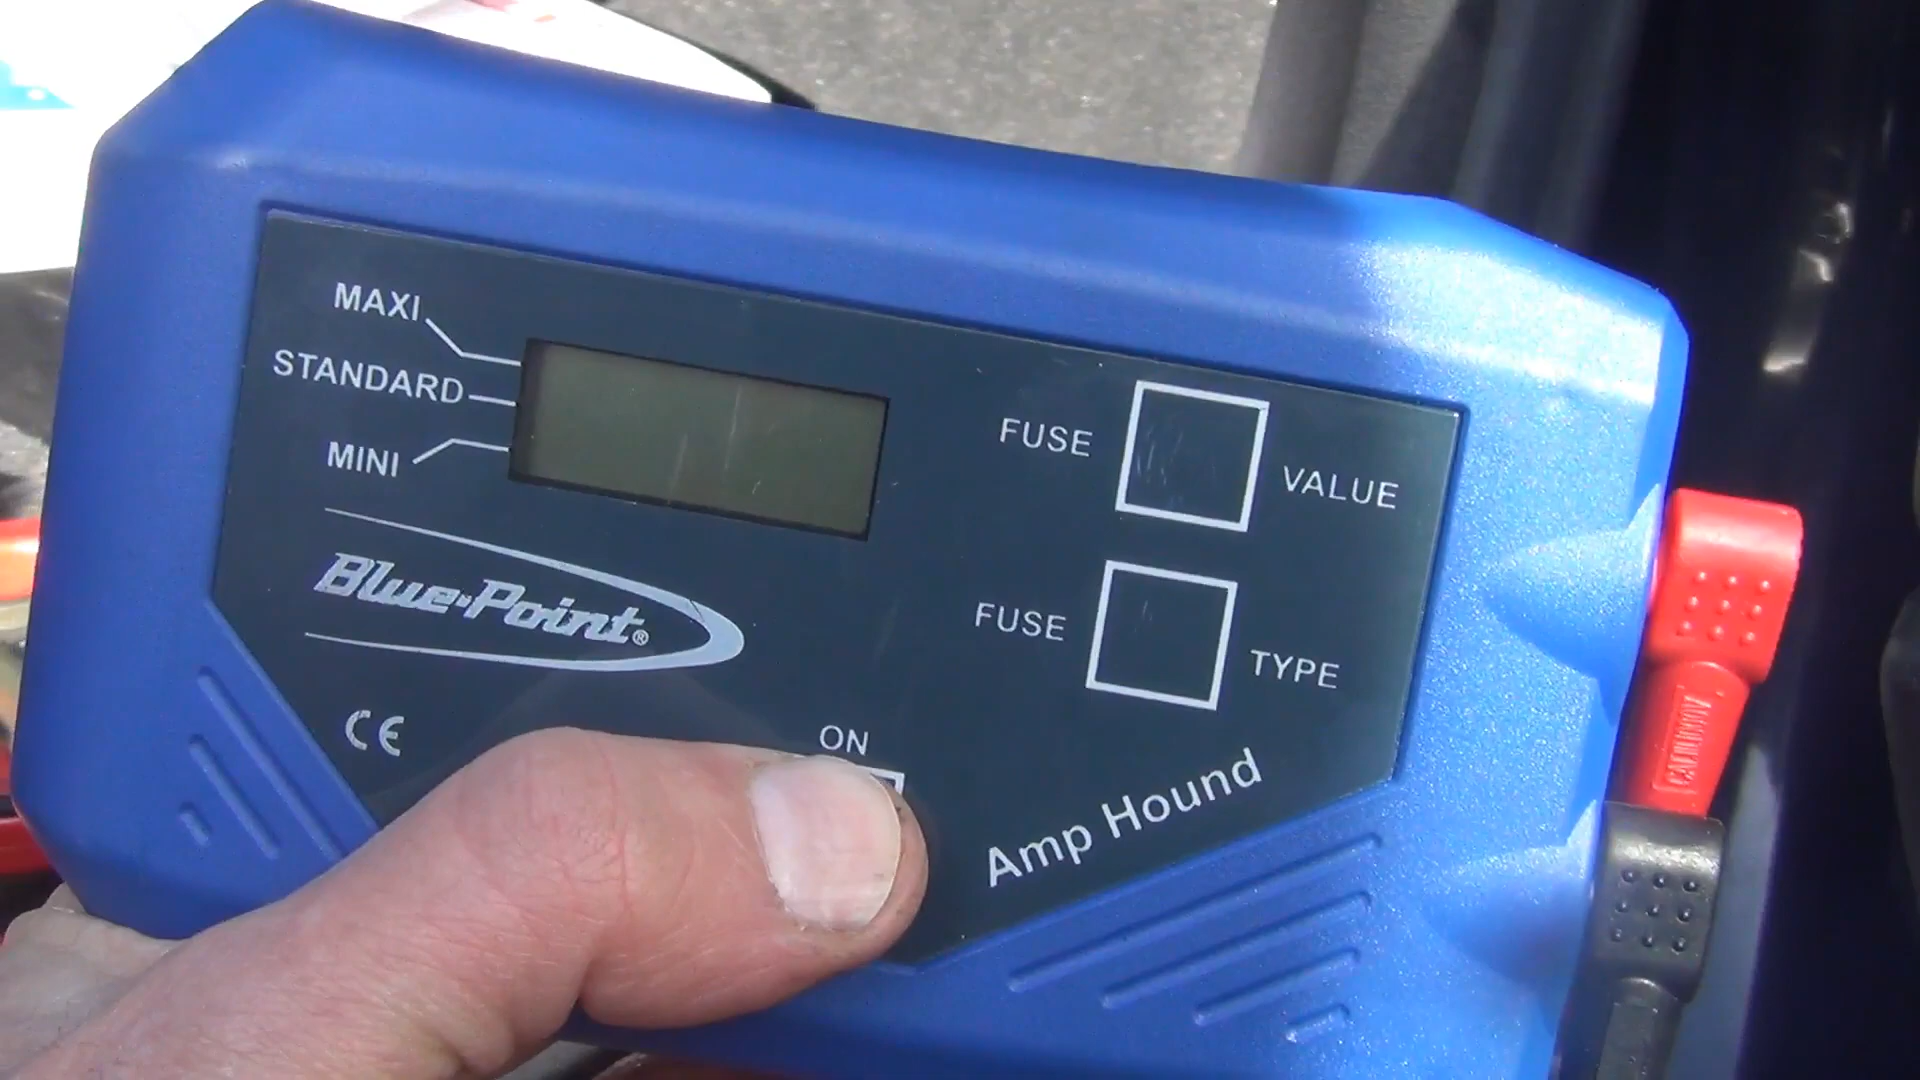 MAXI
STANDARD
MINI
FUSE
VALUE
Blue-Point®
FUSE
TYPE
CE
ON
Amp Hound